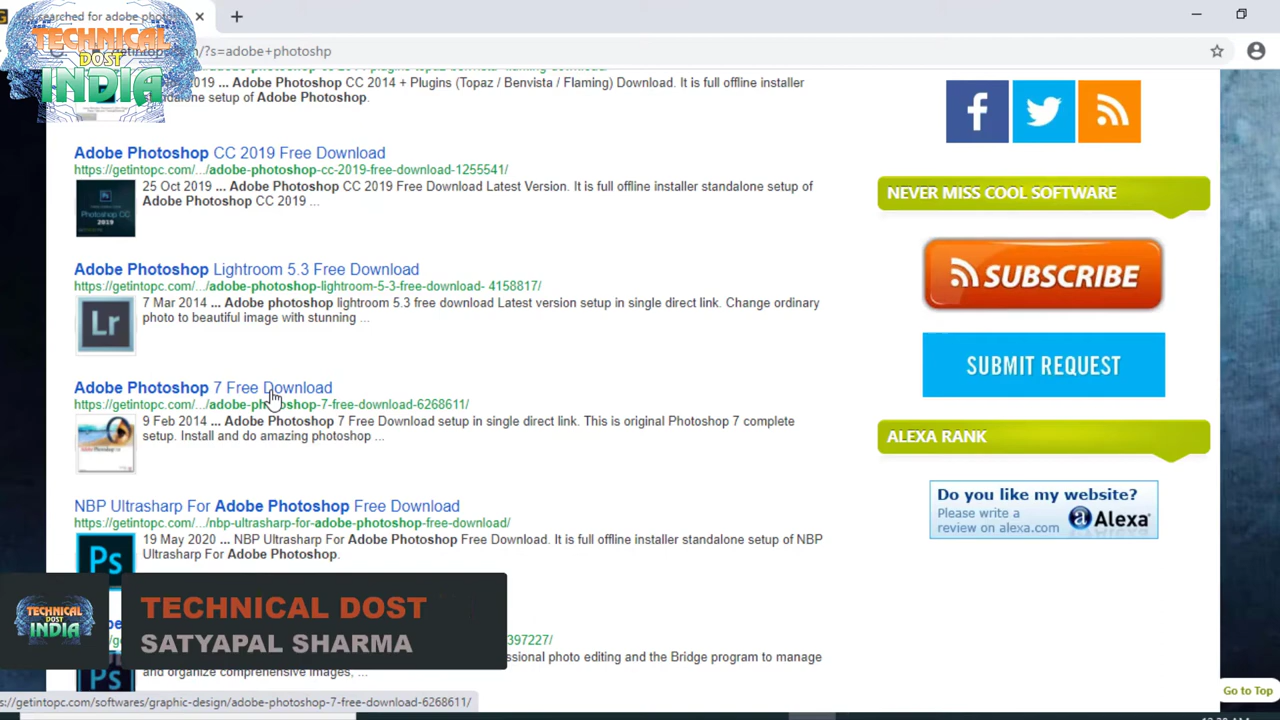 searched for adobe phot
TECHNICAL
DOST
INDIA
getintopc.com/?s=adobe+photoshp
2019 ... Adobe Photoshop CC 2014 + Plugins (Topaz / Benvista / Flaming) Download. It is full offline installer
standalone setup of Adobe Photoshop.
Adobe Photoshop CC 2019 Free Download
https://getintopc.com/.../adobe-photoshop-cc-2019-free-download-1255541/
25 Oct 2019 ... Adobe Photoshop CC 2019 Free Download Latest Version. It is full offline installer standalone setup of
Adobe Photoshop CC 2019 ...
Photoshop CC
2019
Adobe Photoshop Lightroom 5.3 Free Download
https://getintopc.com/.../adobe-photoshop-lightroom-5-3-free-download- 4158817/
7 Mar 2014 ... Adobe photoshop lightroom 5.3 free download Latest version setup in single direct link. Change ordinary
photo to beautiful image with stunning ...
Lr
Adobe Photoshop 7 Free Download
https://getintopc.com/.../adobe-photoshop-7-free-download-6268611/
9 Feb 2014 ... Adobe Photoshop 7 Free Download setup in single direct link. This is original Photoshop 7 complete
setup. Install and do amazing photoshop ...
NBP Ultrasharp For Adobe Photoshop Free Download
https://getintopc.com/.../nbp-ultrasharp-for-adobe-photoshop-free-download/
19 May 2020 ... NBP Ultrasharp For Adobe Photoshop Free Download. It is full offline installer standalone setup of NBP
Ultrasharp For Adobe Photoshop.
Ps
397227/
ssional photo editing and the Bridge program to manage
and organize comprehensive images, ...
Ps
NEVER MISS COOL SOFTWARE
SUBSCRIBE
SUBMIT REQUEST
ALEXA RANK
Do you like my website?
Please write a
review on alexa.com
Alexa
TECHNICAL
DOST
INDIA
TECHNICAL DOST
SATYAPAL SHARMA
s://getintopc.com/softwares/graphic-design/adobe-photoshop-7-free-download-6268611/
Go to Top